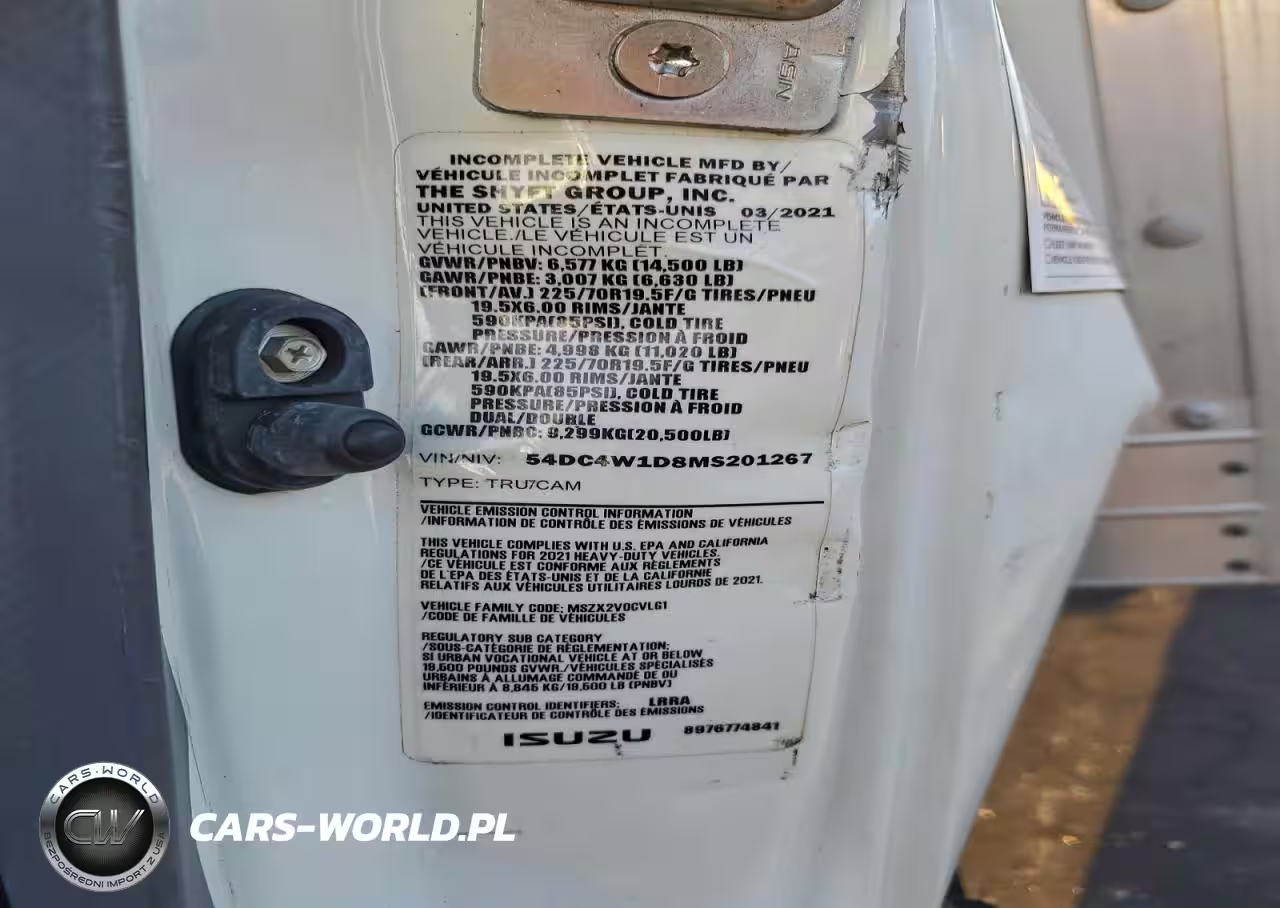 ASIN
INCOMPLETE VEHICLE MFD BY/
VÉHICULE INCOMPLET FABRIQUÉ PAR
THE SHYFT GROUP, INC.
UNITED STATES/ÉTATS-UNIS 03/2021
THIS VEHICLE IS AN INCOMPLETE
VEHICLE./LE VÉHICULE EST UN
VÉHICULE INCOMPLET.
GVWR/PNBV: 6,577 KG (14,500 LB)
GAWR/PNBE: 3,007 KG (6,630 LB)
(FRONT/AV.) 225/70R19.5F/G TIRES/PNEU
19.5X6.00 RIMS/JANTE
590KPA(85PSI), COLD TIRE
PRESSURE/PRESSION À FROID
GAWR/PNBE: 4,998 KG (11,020 LB)
(REAR/ARR.) 225/70R19.5F/G TIRES/PNEU
19.5X6.00 RIMS/JANTE
590KPA(85PSI), COLD TIRE
PRESSURE/PRESSION À FROID
DUAL/DOUBLE
GCWR/PNBC: 9,299KG(20,500LB)
VIN/NIV: 54DC4W1D8MS201267
TYPE: TRU/CAM
VEHICLE EMISSION CONTROL INFORMATION
/INFORMATION DE CONTRÔLE DES ÉMISSIONS DE VÉHICULES
THIS VEHICLE COMPLIES WITH U.S. EPA AND CALIFORNIA
REGULATIONS FOR 2021 HEAVY-DUTY VEHICLES.
/CE VÉHICULE EST CONFORME AUX RÈGLEMENTS
DE L'EPA DES ÉTATS-UNIS ET DE LA CALIFORNIE
RELATIFS AUX VÉHICULES UTILITAIRES LOURDS DE 2021.
VEHICLE FAMILY CODE: MSZX2VOCVLG1
/CODE DE FAMILLE DE VÉHICULES
REGULATORY SUB CATEGORY
/SOUS-CATÉGORIE DE RÉGLEMENTATION:
SI URBAN VOCATIONAL VEHICLE AT OR BELOW
19,500 POUNDS GVWR./VÉHICULES SPÉCIALISÉS
URBAINS À ALLUMAGE COMMANDÉ DE OU
INFÉRIEUR À 8,845 KG/19,500 LB (PNBV)
EMISSION CONTROL IDENTIFIERS: LRRA
/IDENTIFICATEUR DE CONTRÔLE DES ÉMISSIONS
ISUZU 8976774841
CARS-WORLD
CW
BEZPOŚREDNI IMPORT Z USA
CARS-WORLD.PL